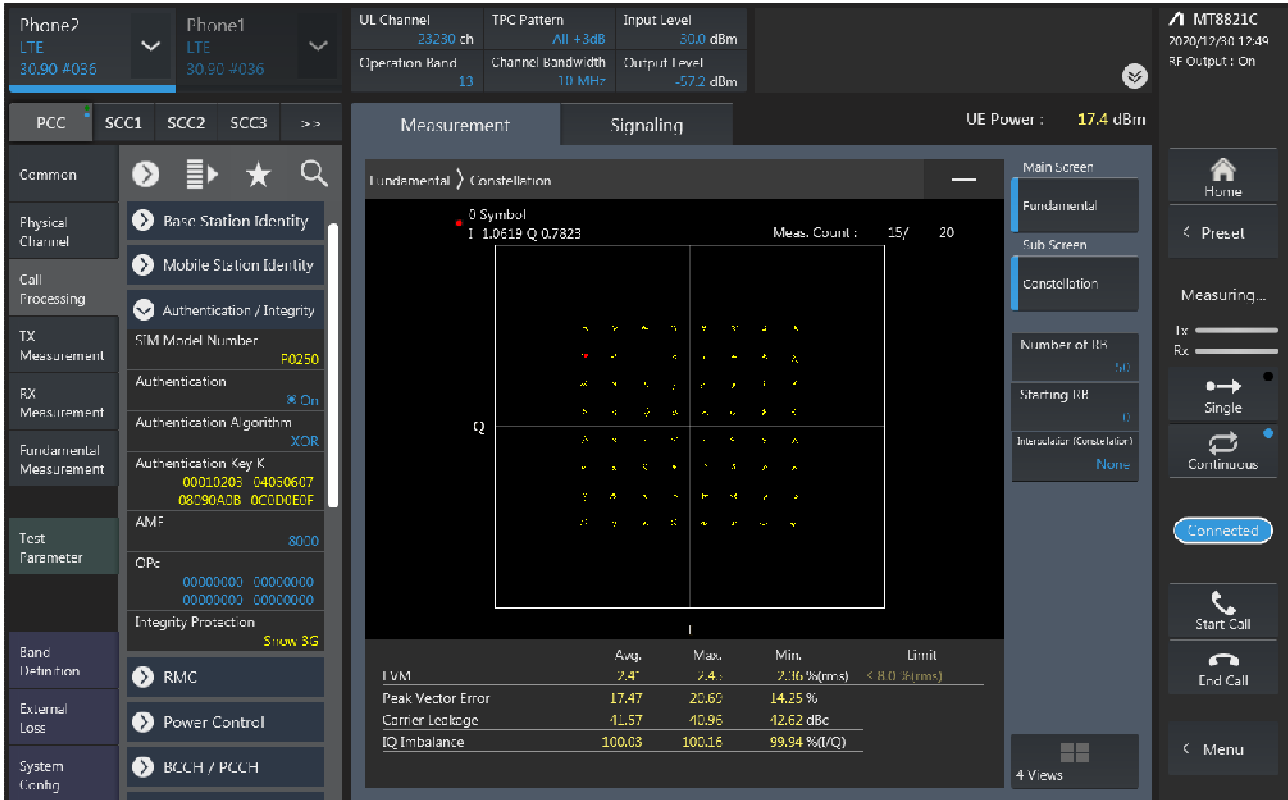 Phone2
LTE
30.90 #036
Phone1
LTE
30.90 #036
UL Channel
23230 ch
TPC Pattern
All +3dB
Input Level
30.0 dBm
Operation Band
13
Channel Bandwidth
10 MHz
Output Level
-57.2 dBm
MT8821C
2020/12/30 12:49
RF Output : On
PCC
SCC1
SCC2
SCC3
>>
Measurement
Signaling
UE Power : 17.4 dBm
Common
Physical
Channel
Call
Processing
TX
Measurement
RX
Measurement
Fundamental
Measurement
Test
Parameter
Band
Definition
External
Loss
System
Config
Base Station Identity
Mobile Station Identity
Authentication / Integrity
SIM Model Number
P0250
Authentication
On
Authentication Algorithm
XOR
Authentication Key K
00010203 04050607
08090A0B 0C0D0E0F
AMF
8000
OPc
00000000 00000000
00000000 00000000
Integrity Protection
Snow 3G
RMC
Power Control
BCCH / PCCH
Fundamental > Constellation
0 Symbol
I 1.0619 Q 0.7823
Meas. Count : 15/ 20
Q
I
Avg. Max. Min. Limit
EVM %(rms) < 8.0 %(rms)
Peak Vector Error 17.47 20.69 14.25 %
Carrier Leakage -41.57 -40.96 -42.62 dBc
IQ Imbalance 100.03 100.16 99.94 %(I/Q)
Main Screen
Fundamental
Sub Screen
Constellation
Number of RB
50
Starting RB
0
Interpolation (Constellation)
None
4 Views
Home
< Preset
Measuring...
Tx
Rx
Single
Continuous
Connected
Start Call
End Call
< Menu